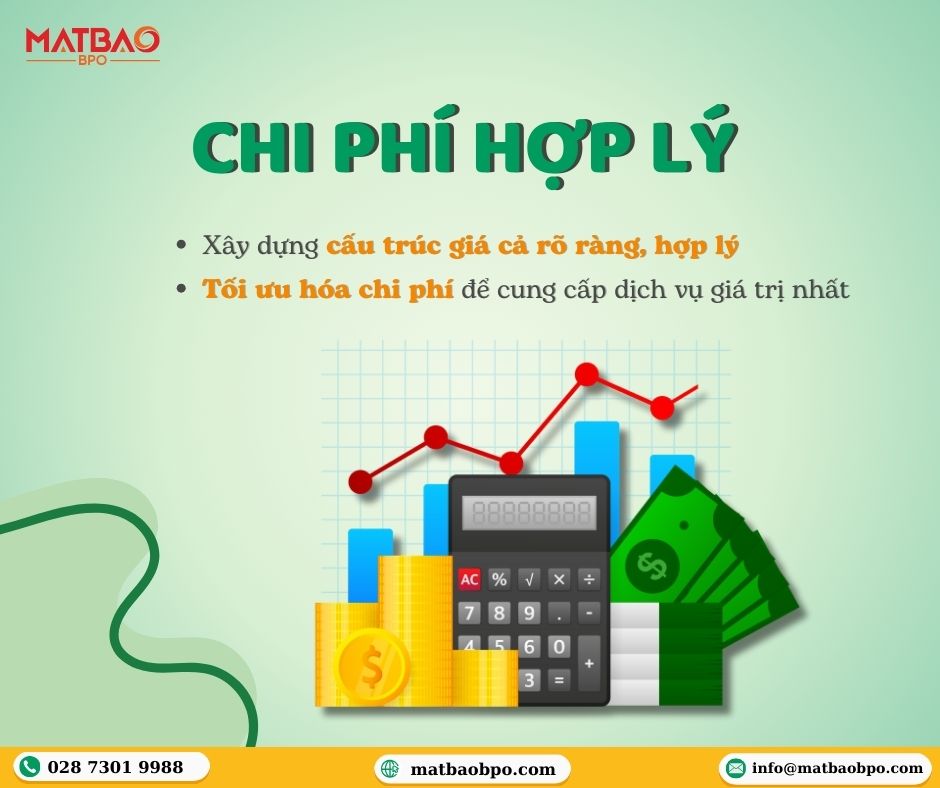 MATBAO
BPO
CHI PHÍ HỢP LÝ
• Xây dựng cấu trúc giá cả rõ ràng, hợp lý
• Tối ưu hóa chi phí để cung cấp dịch vụ giá trị nhất
88888888
AC % √ × ÷
7 8 9 . -
4 5 6 0
+
3 =
$
$
028 7301 9988
matbaobpo.com
info@matbaobpo.com